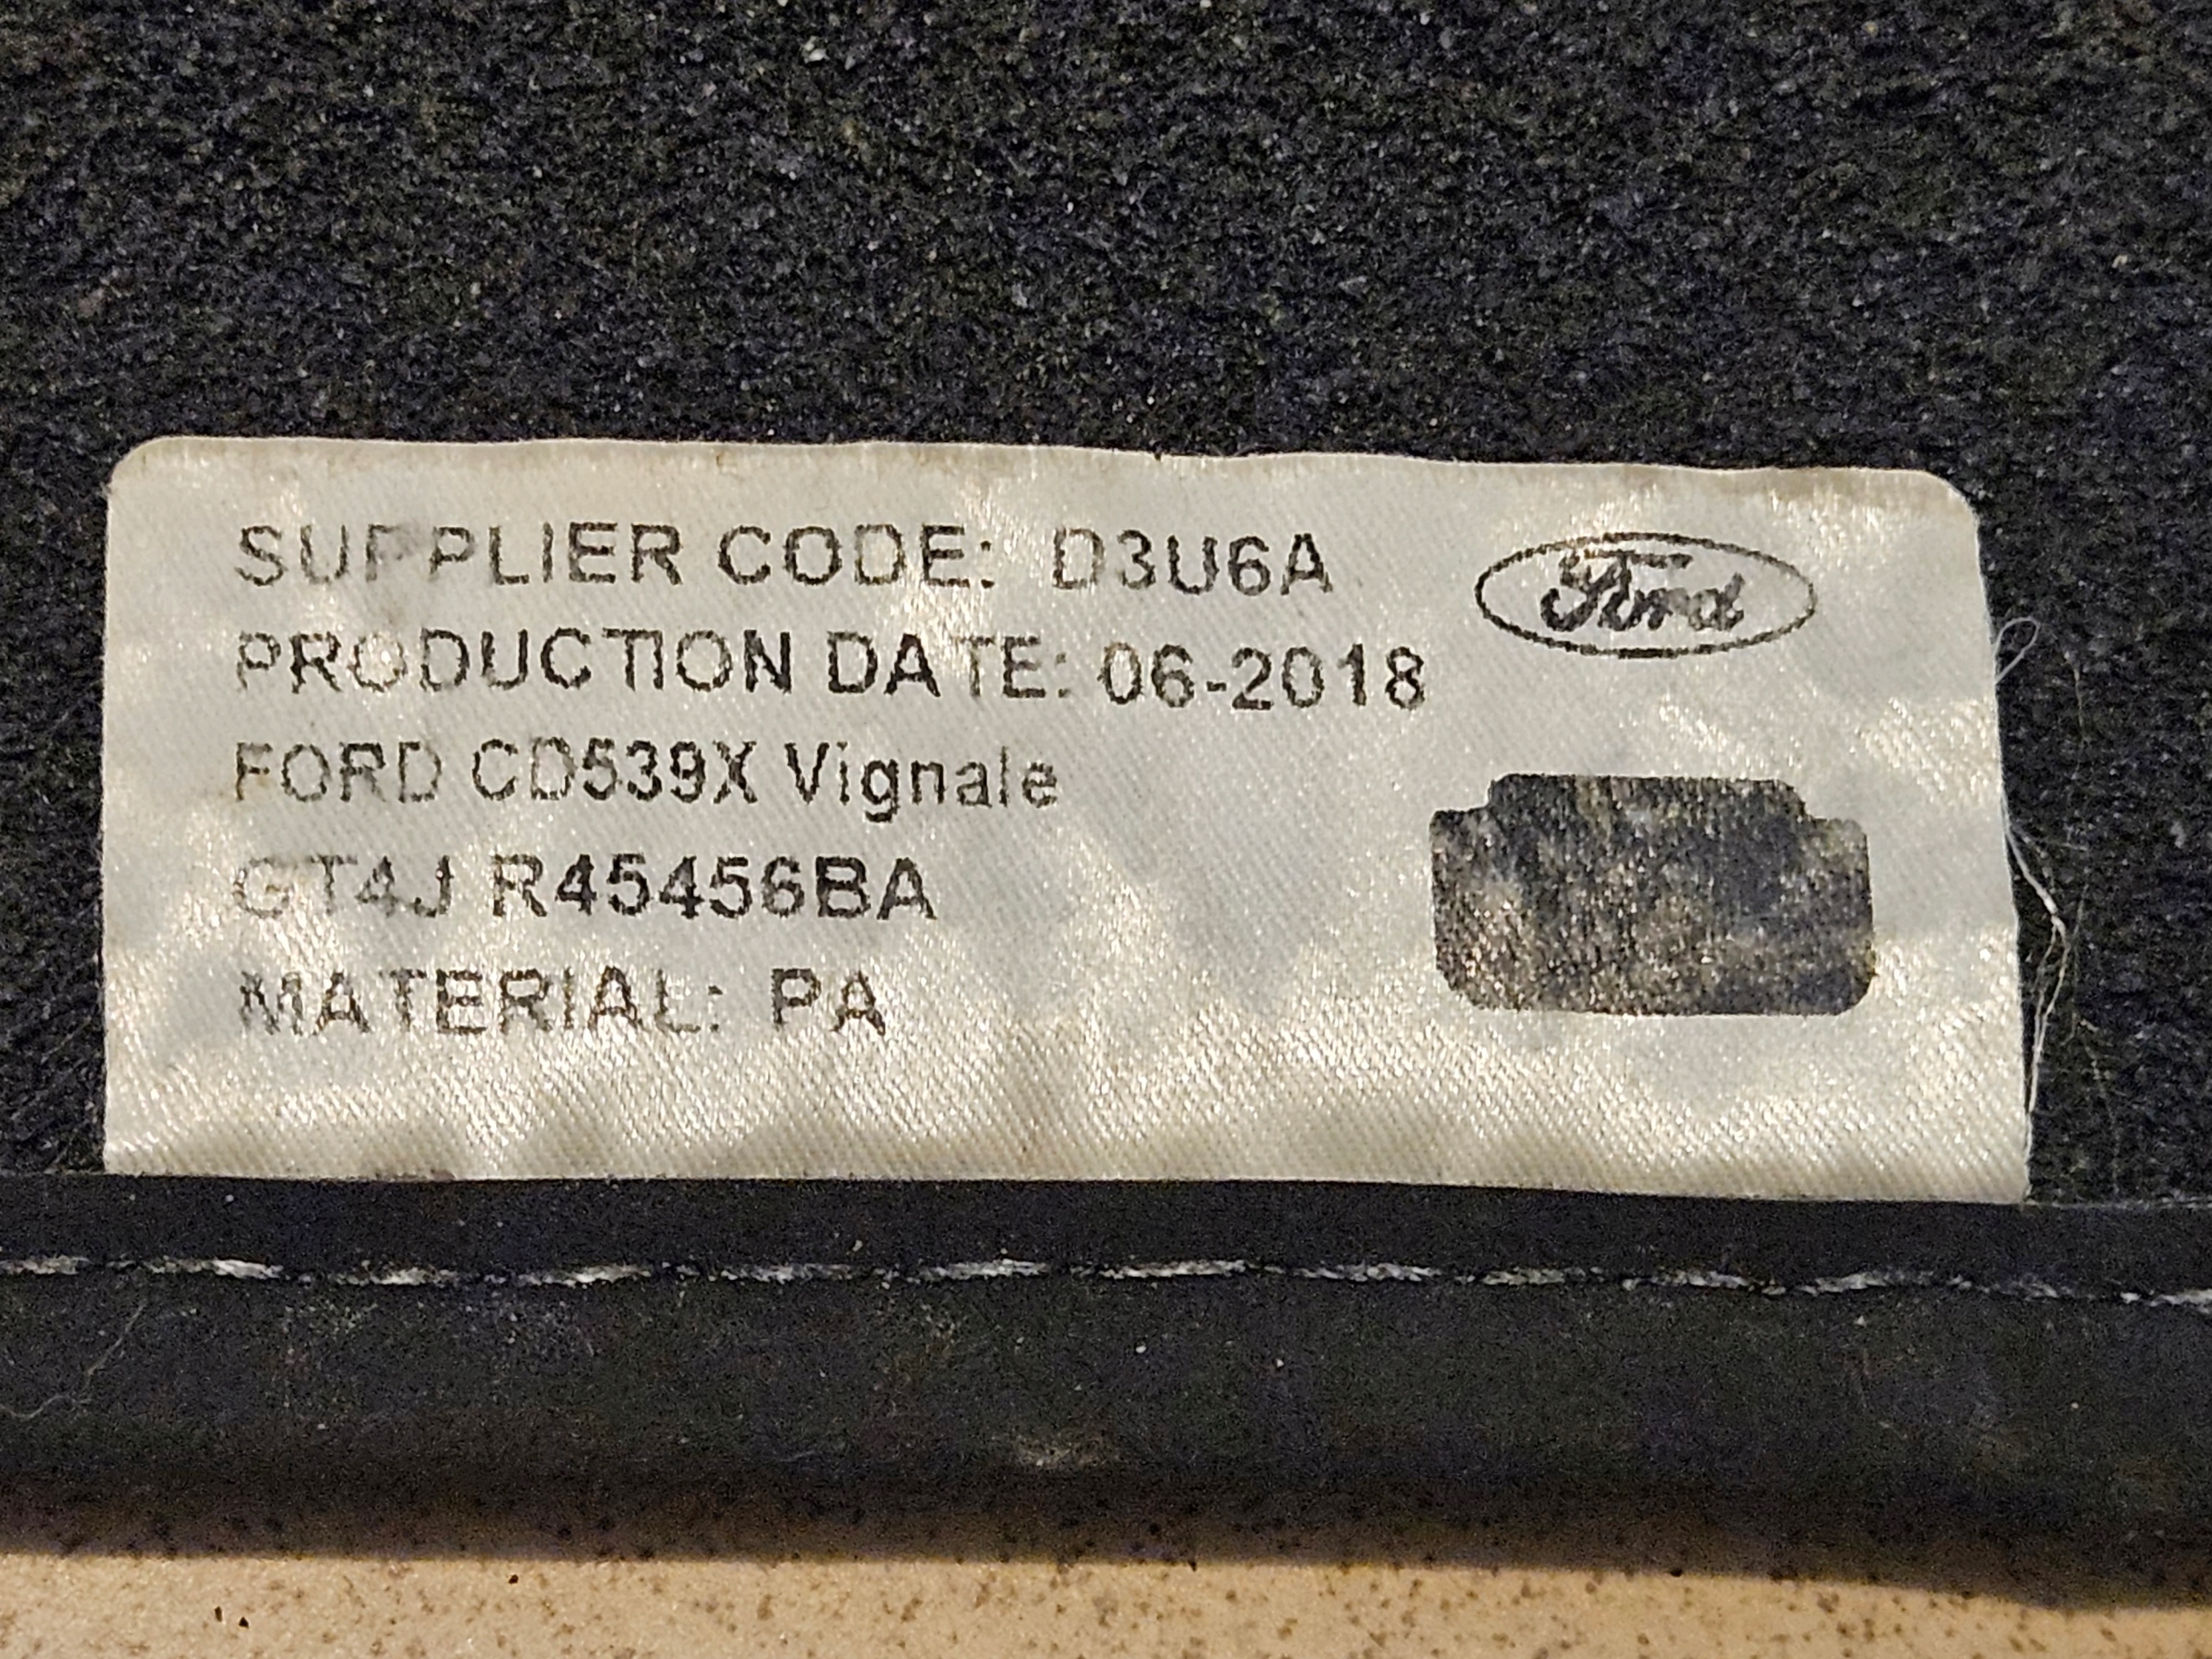 SUPPLIER CODE: D3U6A
Ford
PRODUCTION DATE: 06-2018
FORD CD539X Vignale
GT4J R45456BA
MATERIAL: PA